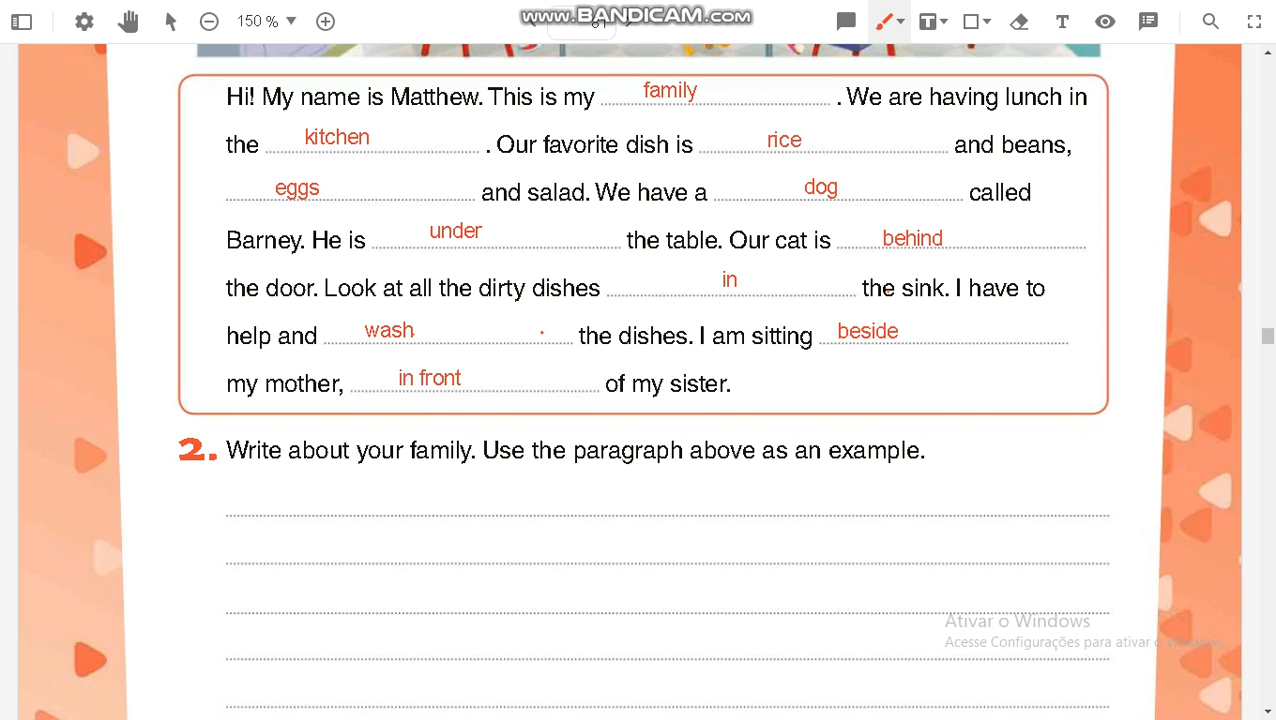 150 %
www.BANDICAM.com
Hi! My name is Matthew. This is my family. We are having lunch in
the kitchen. Our favorite dish is rice and beans,
eggs and salad. We have a dog called
Barney. He is under the table. Our cat is behind
the door. Look at all the dirty dishes in the sink. I have to
help and wash the dishes. I am sitting beside
my mother, in front of my sister.
2. Write about your family. Use the paragraph above as an example.
Ativar o Windows
Acesse Configurações para ativar o Windows.